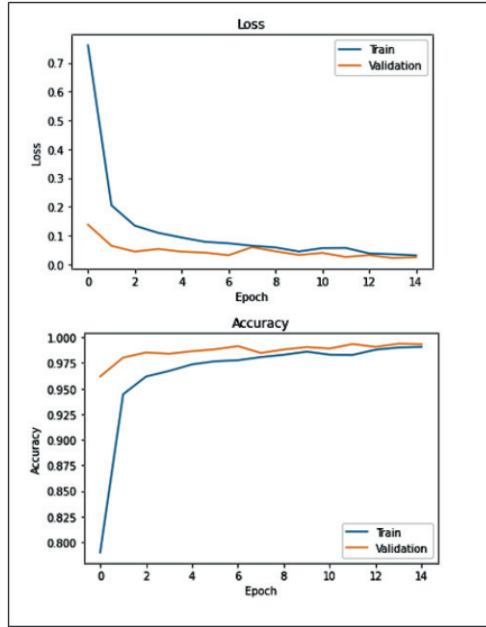 Loss
Train
Validation
0.7
0.6
0.5
0.4
0.3
0.2
0.1
0.0
Loss
0 2 4 6 8 10 12 14
Epoch
Accuracy
1.000
0.975
0.950
0.925
0.900
0.875
0.850
0.825
0.800
Accuracy
Train
Validation
0 2 4 6 8 10 12 14
Epoch